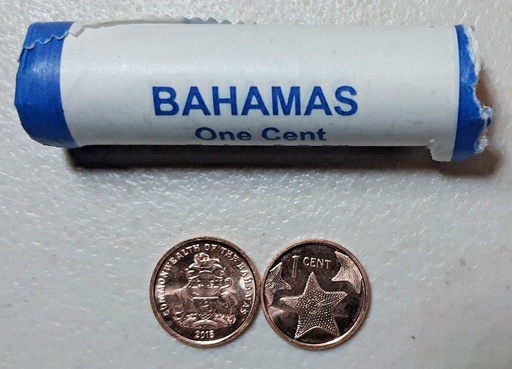 BAHAMAS
One Cent
COMMONWEALTH OF THE BAHAMAS
2015
1 CENT